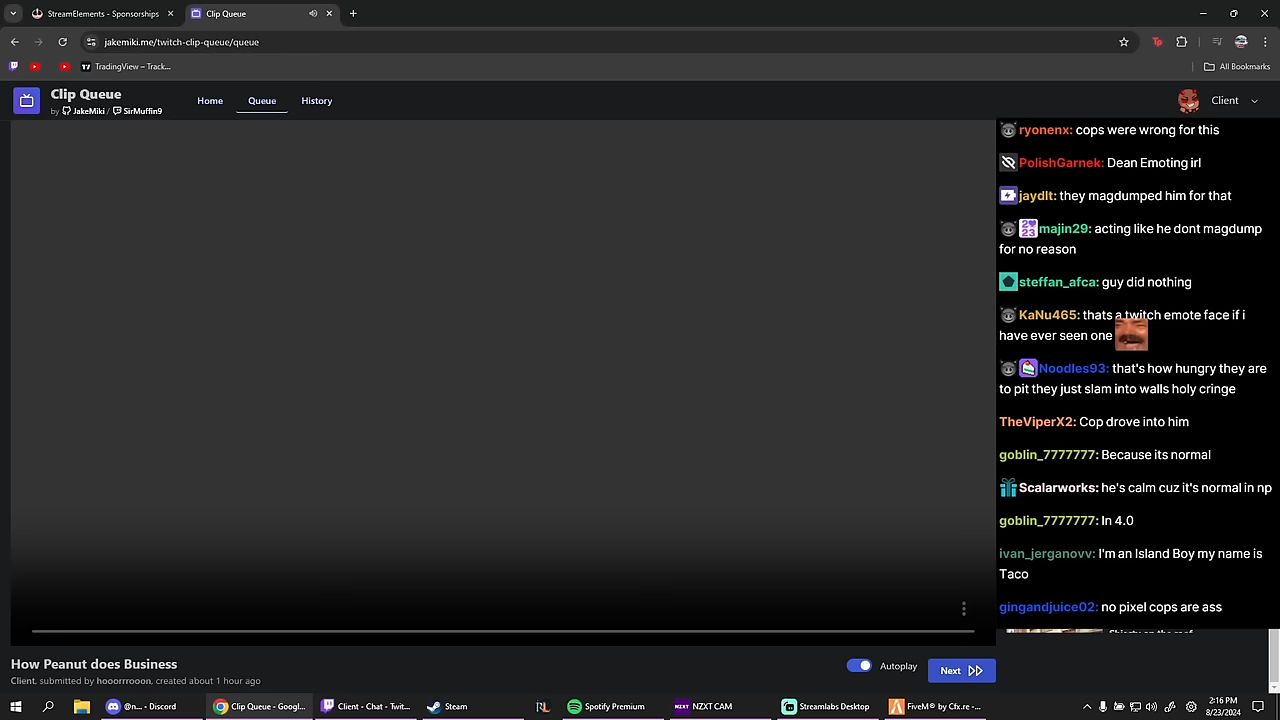 StreamElements - Sponsorships
Clip Queue
jakemiki.me/twitch-clip-queue/queue
TradingView – Track...
All Bookmarks
Clip Queue
by JakeMiki / SirMuffin9
Home
Queue
History
Client
ryonenx: cops were wrong for this
PolishGarnek: Dean Emoting irl
jaydlt: they magdumped him for that
majin29: acting like he dont magdump
for no reason
steffan_afca: guy did nothing
KaNu465: thats a twitch emote face if i
have ever seen one
Noodles93: that's how hungry they are
to pit they just slam into walls holy cringe
TheViperX2: Cop drove into him
goblin_7777777: Because its normal
Scalarworks: he's calm cuz it's normal in np
goblin_7777777: In 4.0
ivan_jerganovv: I'm an Island Boy my name is
Taco
gingandjuice02: no pixel cops are ass
How Peanut does Business
Client, submitted by hooorrrooon, created about 1 hour ago
Autoplay
Next
@n... - Discord
Clip Queue - Googl...
Client - Chat - Twit...
Steam
RL
Spotify Premium
NZXT
NZXT CAM
Streamlabs Desktop
FiveM® by Cfx.re -...
2:16 PM
8/23/2024